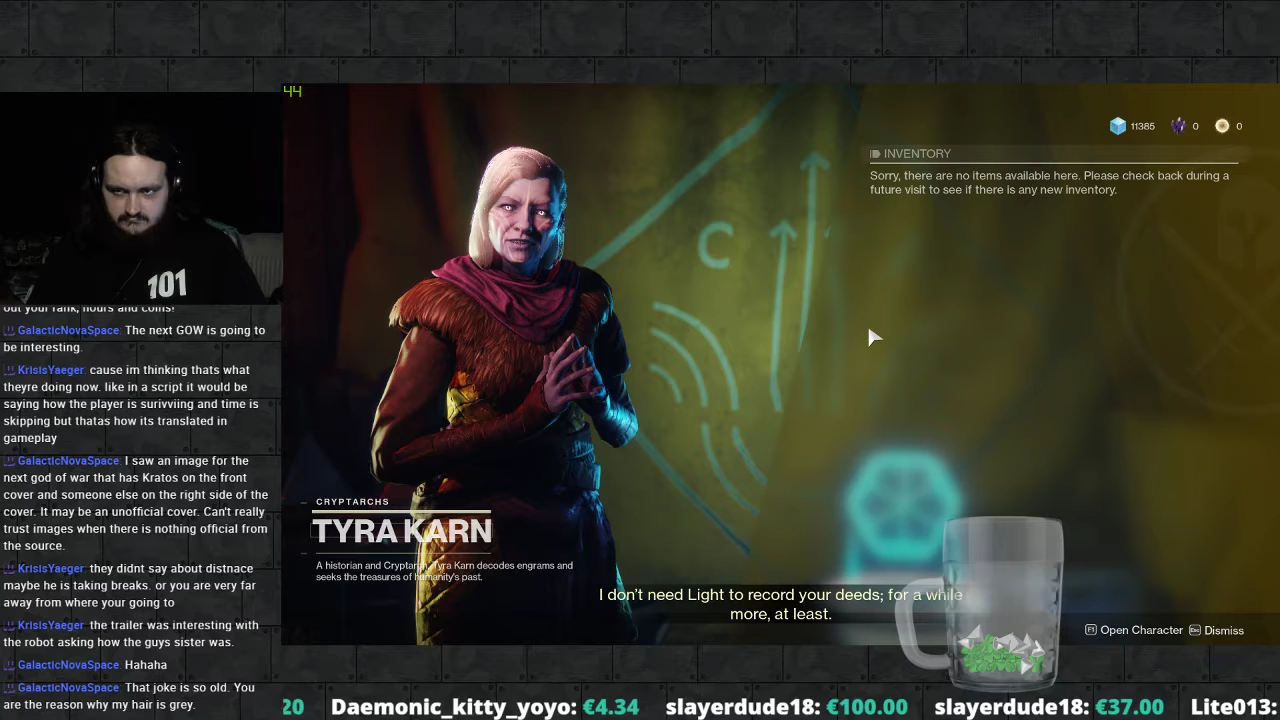 44
11385
0
0
INVENTORY
Sorry, there are no items available here. Please check back during a
future visit to see if there is any new inventory.
101
out your rank, hours and coins!
GalacticNovaSpace: The next GOW is going to
be interesting.
KrisisYaeger: cause im thinking thats what
theyre doing now. like in a script it would be
saying how the player is surivviing and time is
skipping but thatas how its translated in
gameplay
GalacticNovaSpace: I saw an image for the
next god of war that has Kratos on the front
cover and someone else on the right side of the
cover. It may be an unofficial cover. Can't really
trust images when there is nothing official from
the source.
KrisisYaeger: they didnt say about distnace
maybe he is taking breaks. or you are very far
away from where your going to
KrisisYaeger: the trailer was interesting with
the robot asking how the guys sister was.
GalacticNovaSpace: Hahaha
GalacticNovaSpace: That joke is so old. You
are the reason why my hair is grey.
C
CRYPTARCHS
TYRA KARN
A historian and Cryptarch, Tyra Karn decodes engrams and
seeks the treasures of humanity's past.
I don't need Light to record your deeds; for a while
more, at least.
F1 Open Character Esc Dismiss
20 Daemonic_kitty_yoyo: €4.34 slayerdude18: €100.00 slayerdude18: €37.00 Lite013: